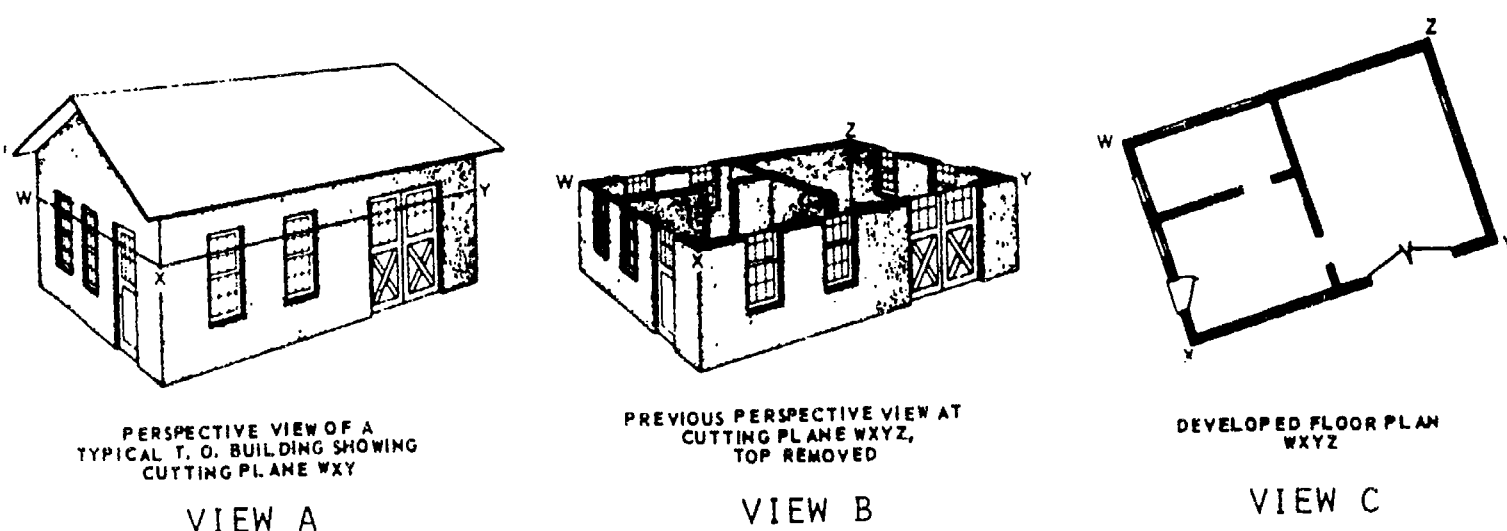 W
X
Y
PERSPECTIVE VIEW OF A
TYPICAL T. O. BUILDING SHOWING
CUTTING PLANE WXY
VIEW A
W
X
Y
Z
PREVIOUS PERSPECTIVE VIEW AT
CUTTING PLANE WXYZ,
TOP REMOVED
VIEW B
W
X
Y
Z
DEVELOPED FLOOR PLAN
WXYZ
VIEW C